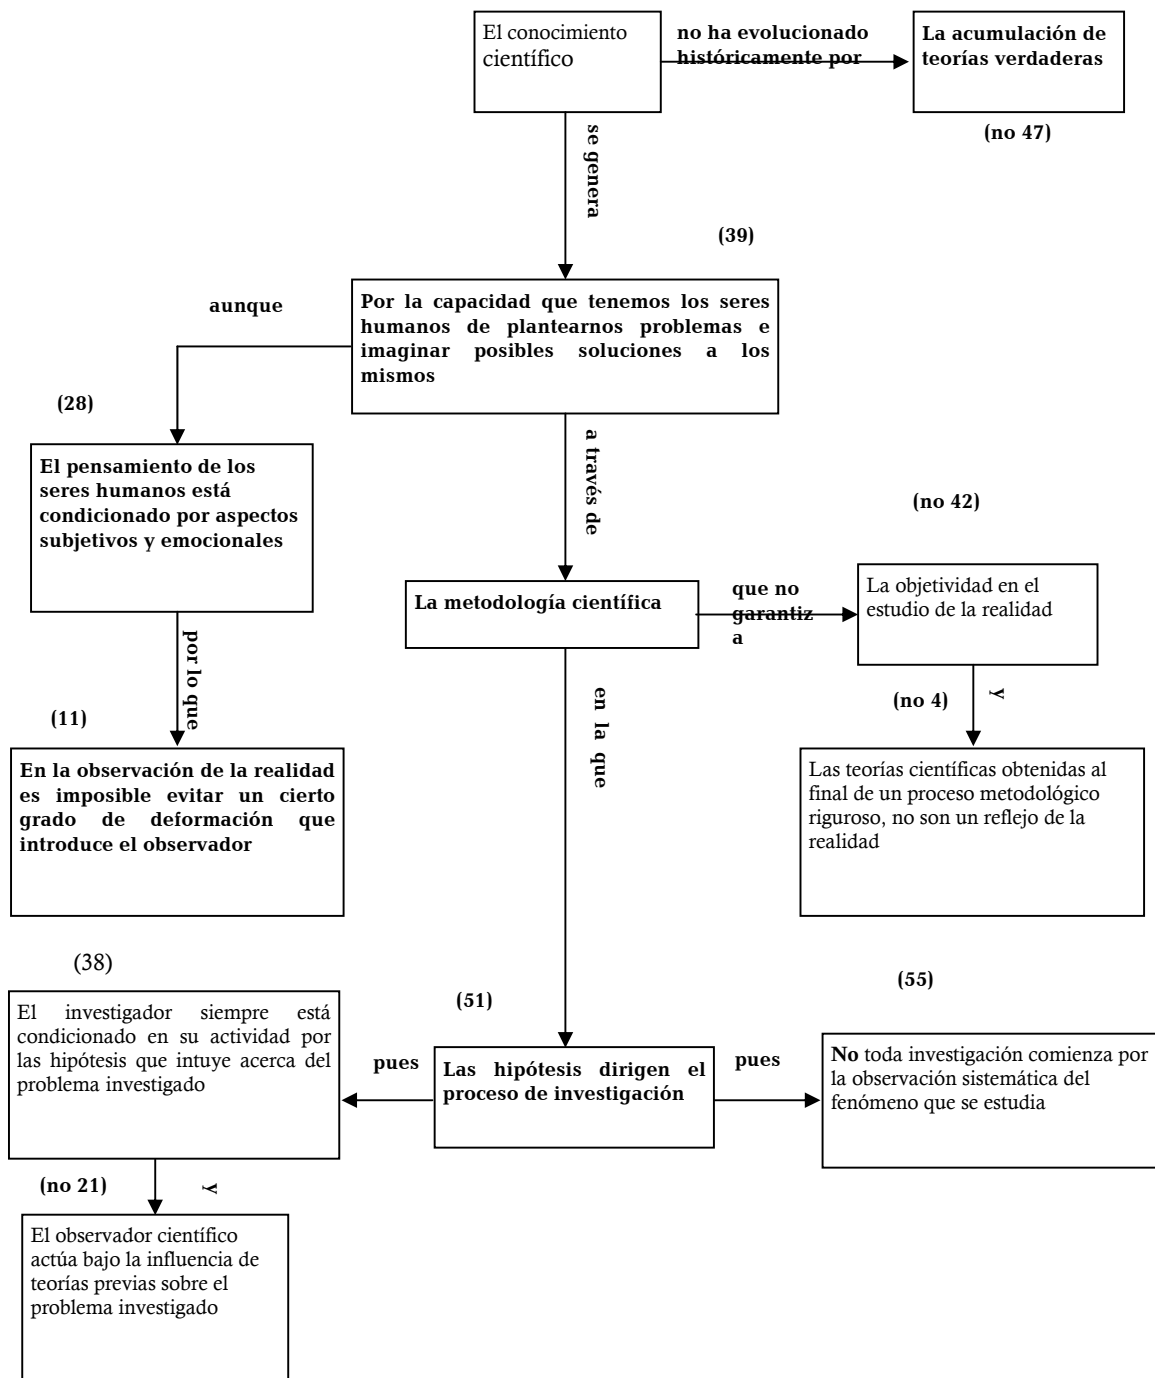 El conocimiento
científico
no ha evolucionado
históricamente por
La acumulación de
teorías verdaderas
(no 47)
se genera
(39)
Por la capacidad que tenemos los seres
humanos de plantearnos problemas e
imaginar posibles soluciones a los
mismos
aunque
(28)
El pensamiento de los
seres humanos está
condicionado por aspectos
subjetivos y emocionales
a través de
(no 42)
La metodología científica
que no
garantiz
a
La objetividad en el
estudio de la realidad
por lo que
(11)
En la observación de la realidad
es imposible evitar un cierto
grado de deformación que
introduce el observador
(no 4)
y
Las teorías científicas obtenidas al
final de un proceso metodológico
riguroso, no son un reflejo de la
realidad
en la que
(38)
El investigador siempre está
condicionado en su actividad por
las hipótesis que intuye acerca del
problema investigado
pues
(51)
Las hipótesis dirigen el
proceso de investigación
pues
(55)
No toda investigación comienza por
la observación sistemática del
fenómeno que se estudia
(no 21)
y
El observador científico
actúa bajo la influencia de
teorías previas sobre el
problema investigado